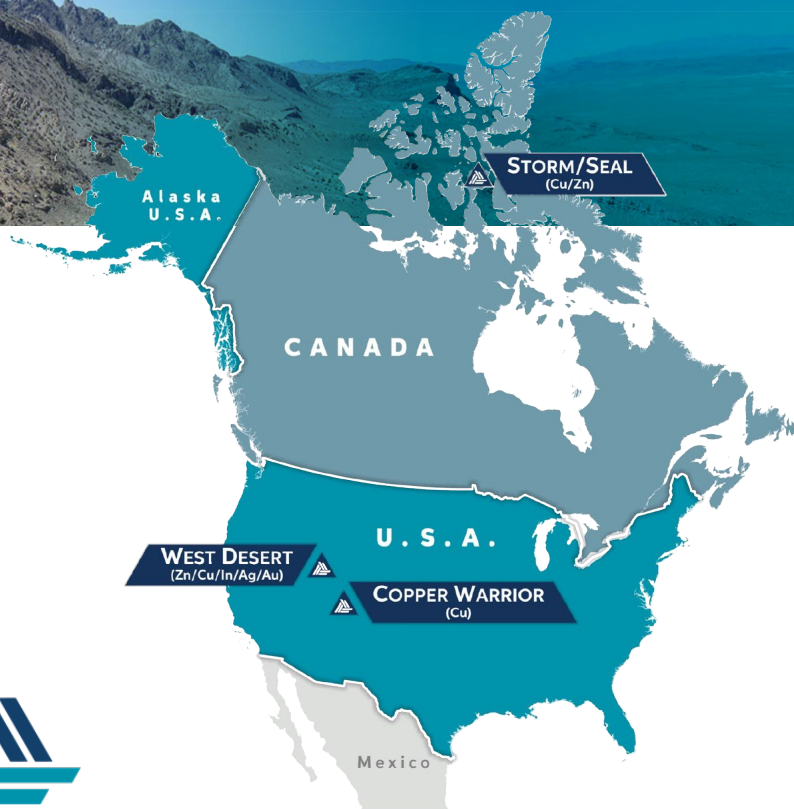 STORM/SEAL
(Cu/Zn)
Alaska
U.S.A.
CANADA
U.S.A.
WEST DESERT
(Zn/Cu/In/Ag/Au)
COPPER WARRIOR
(Cu)
Mexico